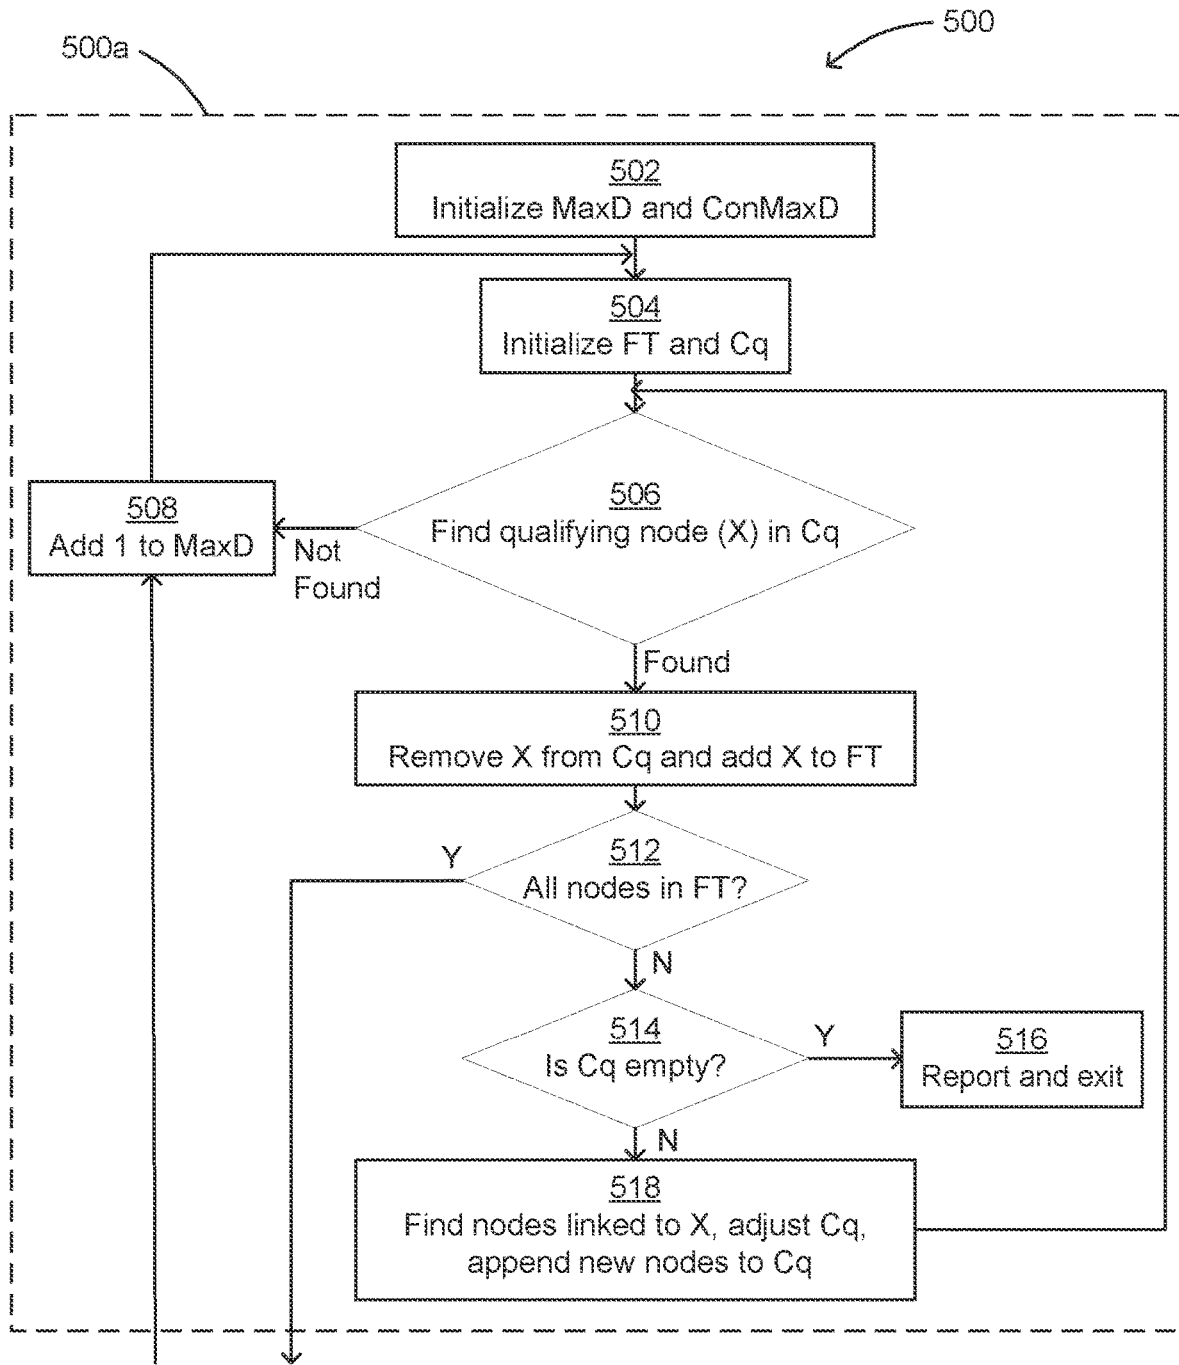 500
500a
502
Initialize MaxD and ConMaxD
504
Initialize FT and Cq
506
Find qualifying node (X) in Cq
508
Add 1 to MaxD
Not
Found
Found
510
Remove X from Cq and add X to FT
Y
512
All nodes in FT?
N
514
Is Cq empty?
Y
516
Report and exit
N
518
Find nodes linked to X, adjust Cq,
append new nodes to Cq